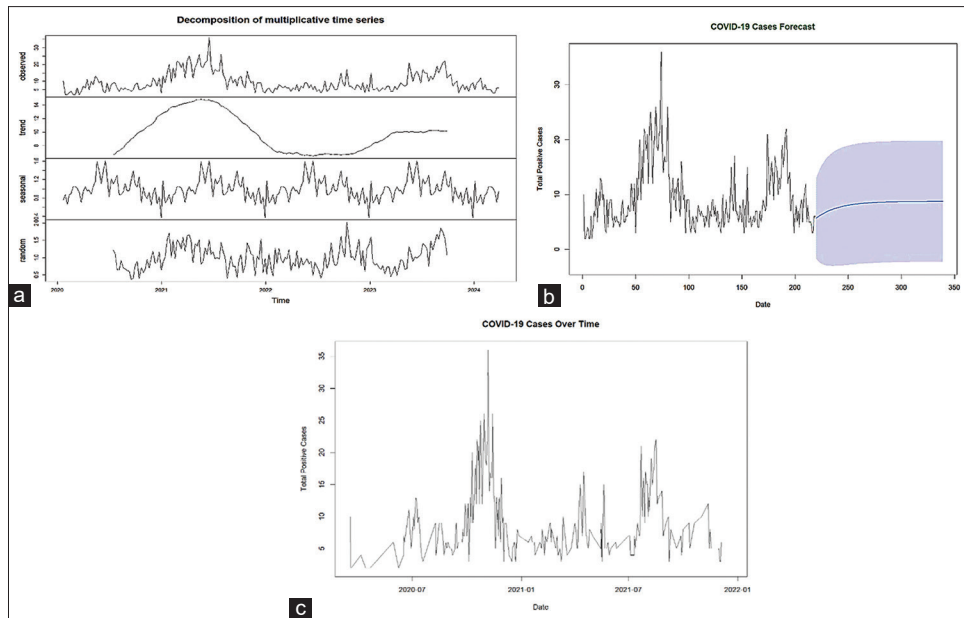 Decomposition of multiplicative time series
observed
trend
seasonal
random
2020 2021 2022 2023 2024
Time
a
COVID-19 Cases Forecast
Total Positive Cases
30
20
10
0
0 50 100 150 200 250 300 350
Date
b
COVID-19 Cases Over Time
Total Positive Cases
35
30
25
20
15
10
5
2020-07 2021-01 2021-07 2022-01
Date
c